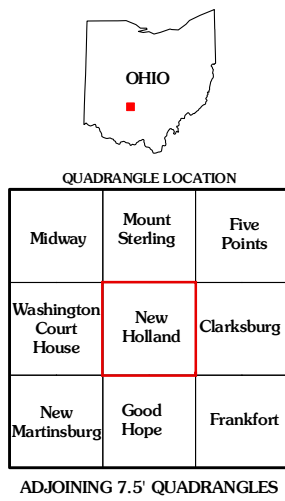 OHIO
QUADRANGLE LOCATION
Midway
Mount
Sterling
Five
Points
Washington
Court
House
New
Holland
Clarksburg
New
Martinsburg
Good
Hope
Frankfort
ADJOINING 7.5' QUADRANGLES